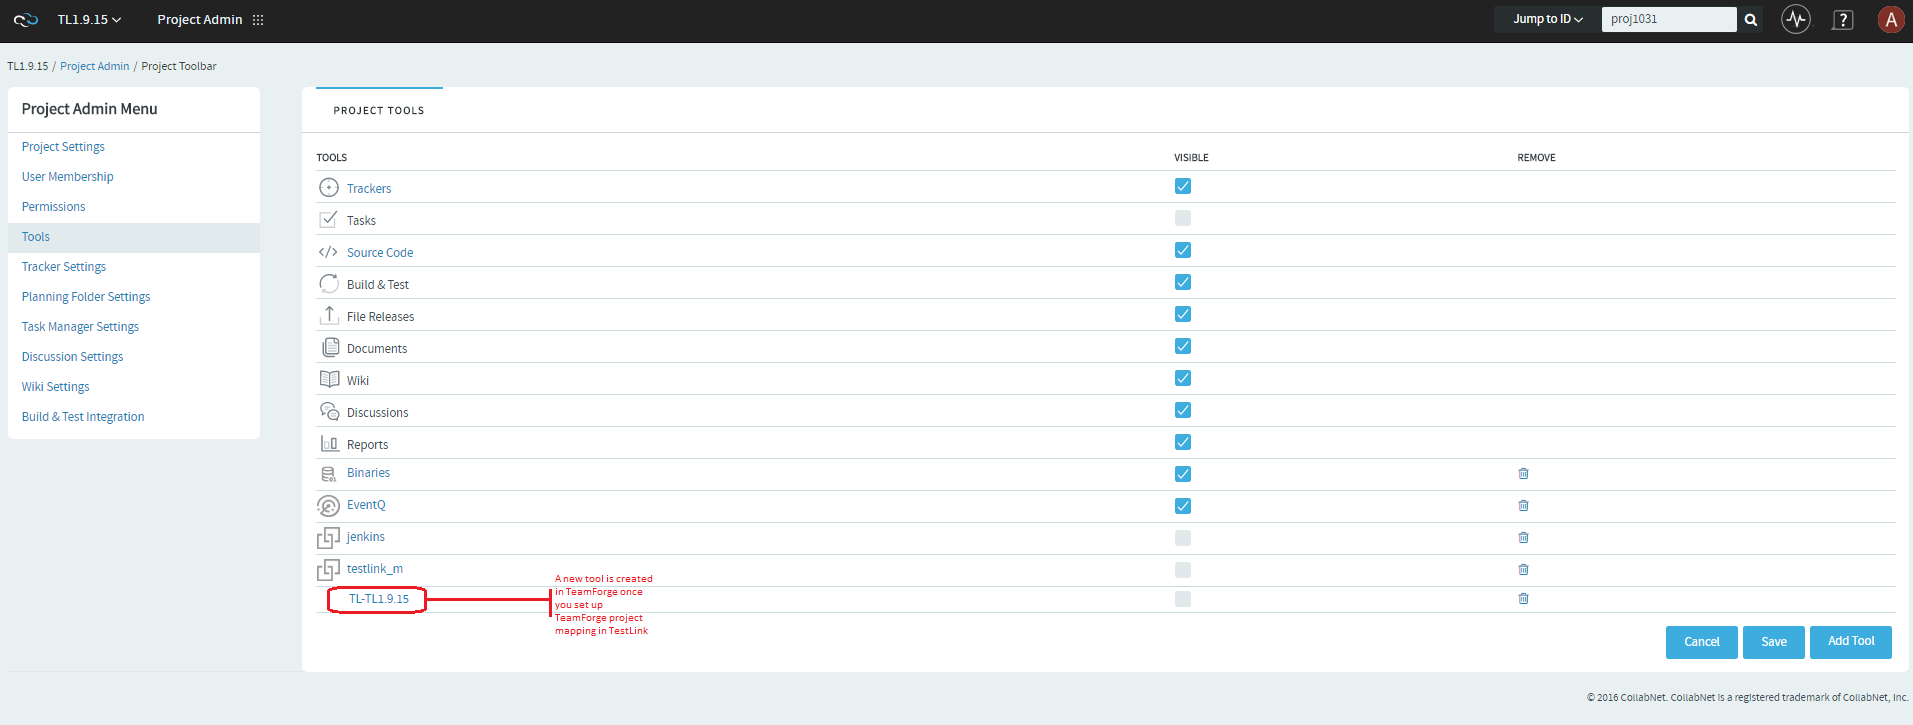 TL1.9.15 Project Admin Jump to ID proj1031 ? A
TL1.9.15 / Project Admin / Project Toolbar
Project Admin Menu
Project Settings
User Membership
Permissions
Tools
Tracker Settings
Planning Folder Settings
Task Manager Settings
Discussion Settings
Wiki Settings
Build & Test Integration
PROJECT TOOLS
TOOLS VISIBLE REMOVE
Trackers
Tasks
Source Code
Build & Test
File Releases
Documents
Wiki
Discussions
Reports
Binaries
EventQ
jenkins
testlink_m
TL-TL1.9.15
A new tool is created
in TeamForge once
you set up
TeamForge project
mapping in TestLink
Cancel Save Add Tool
© 2016 CollabNet. CollabNet is a registered trademark of CollabNet, Inc.